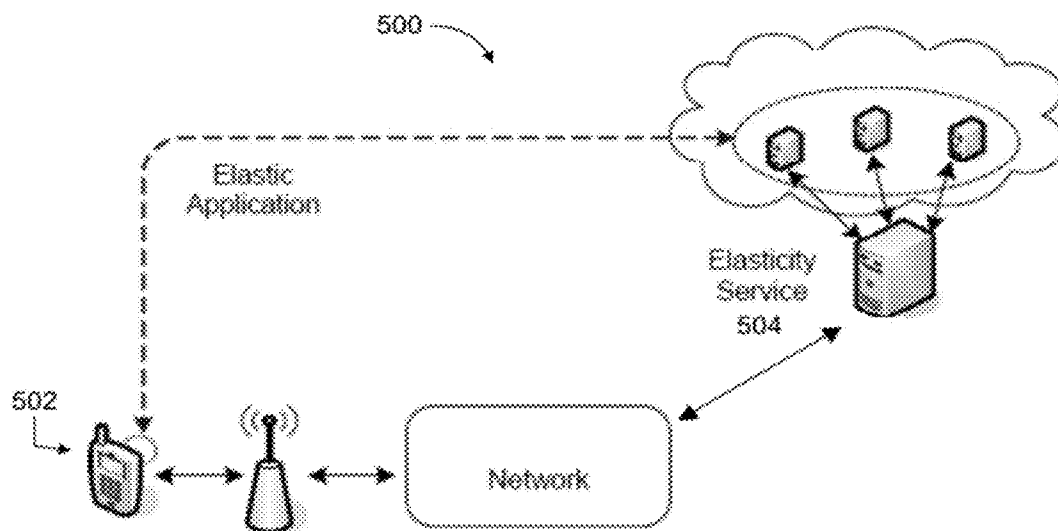 500
Elastic
Application
Elasticity
Service
504
502
Network